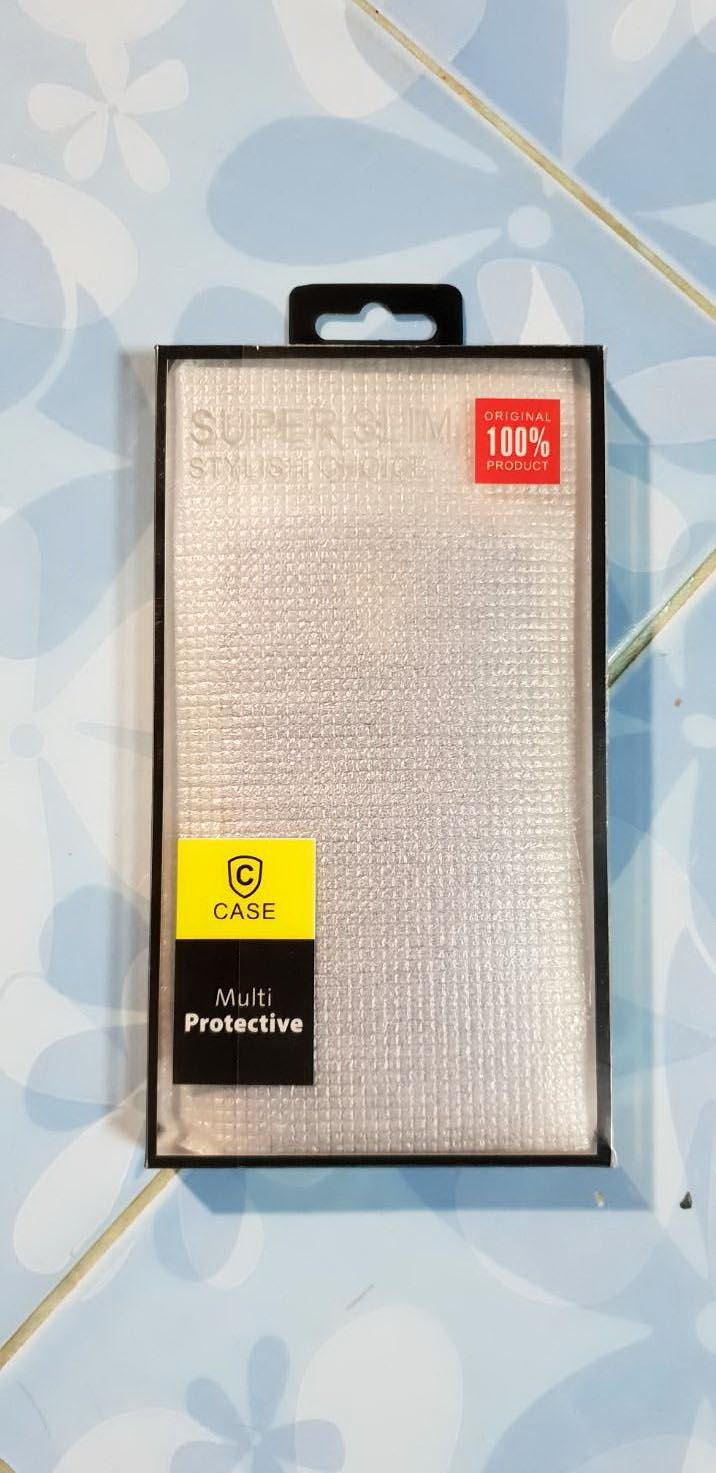 SUPER SLIM
STYLISH CHOICE
ORIGINAL
100%
PRODUCT
C
CASE
Multi
Protective